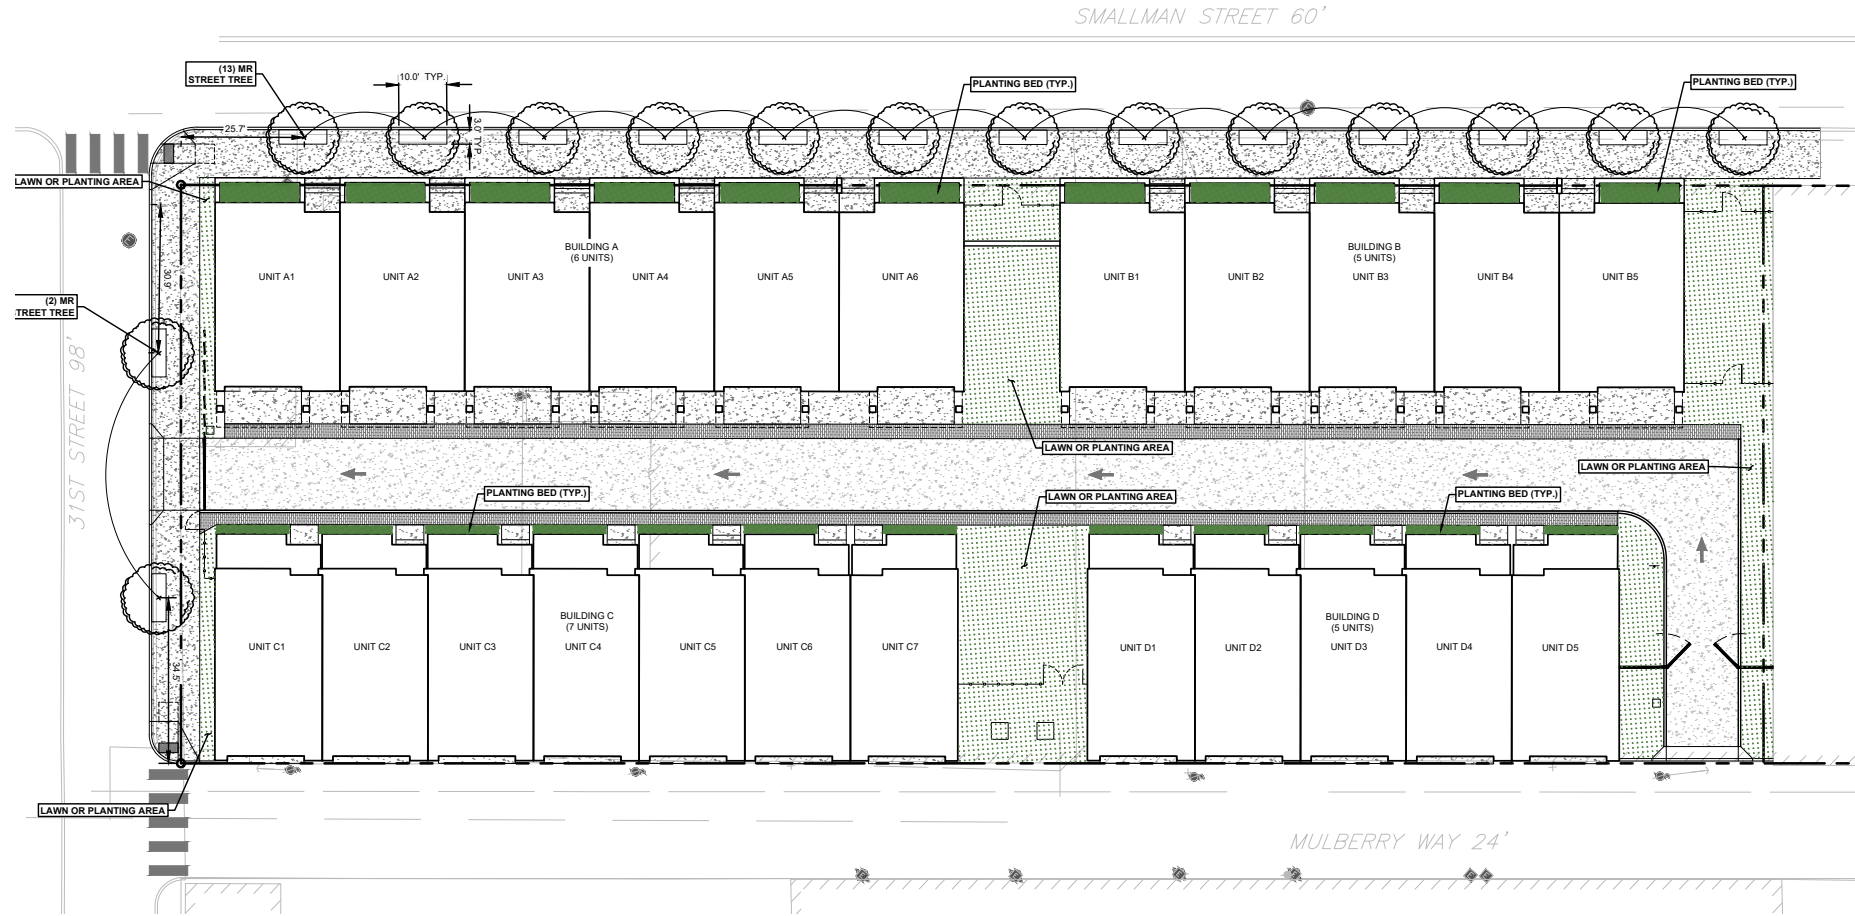 SMALLMAN STREET 60'
(13) MR
STREET TREE
10.0' TYP.
PLANTING BED (TYP.)
PLANTING BED (TYP.)
25.7'
3.0' TYP.
LAWN OR PLANTING AREA
30.9'
BUILDING A
(6 UNITS)
BUILDING B
(5 UNITS)
UNIT A1
UNIT A2
UNIT A3
UNIT A4
UNIT A5
UNIT A6
UNIT B1
UNIT B2
UNIT B3
UNIT B4
UNIT B5
(2) MR
TREET TREE
31ST STREET 98'
LAWN OR PLANTING AREA
LAWN OR PLANTING AREA
PLANTING BED (TYP.)
LAWN OR PLANTING AREA
PLANTING BED (TYP.)
BUILDING C
(7 UNITS)
BUILDING D
(5 UNITS)
UNIT C1
UNIT C2
UNIT C3
UNIT C4
UNIT C5
UNIT C6
UNIT C7
UNIT D1
UNIT D2
UNIT D3
UNIT D4
UNIT D5
34.5'
LAWN OR PLANTING AREA
MULBERRY WAY 24'